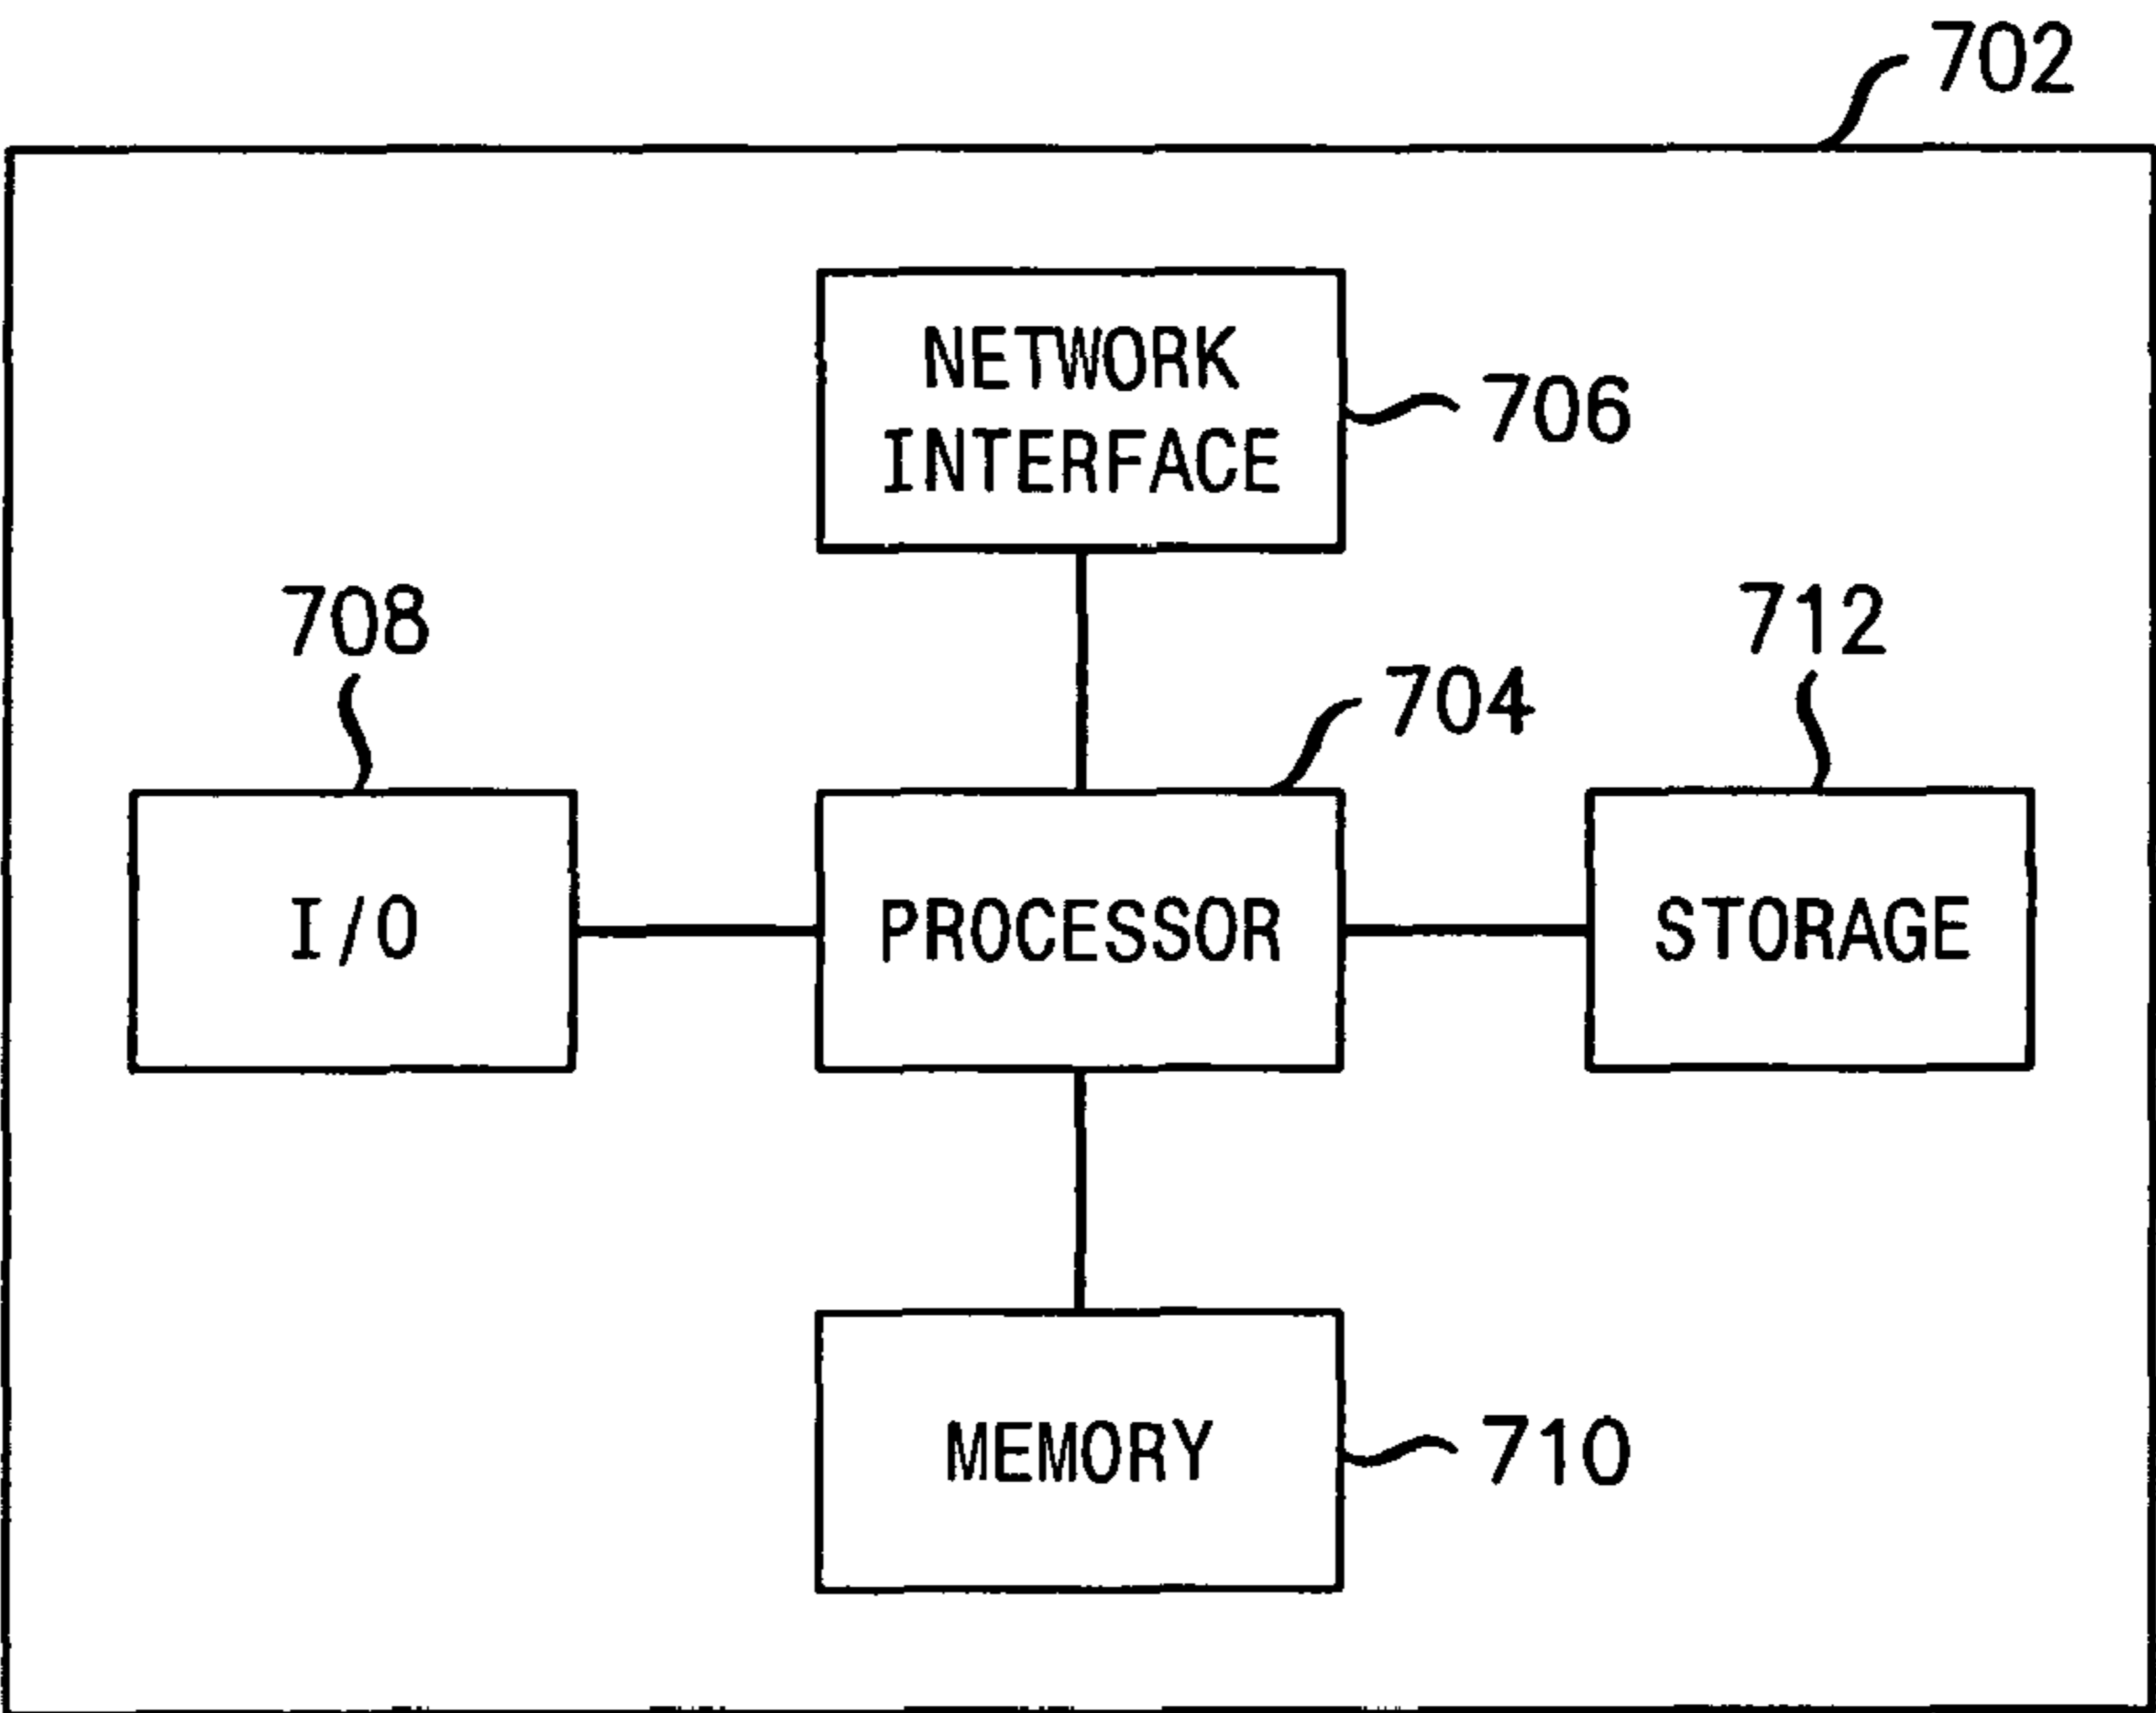 702
NETWORK
INTERFACE
706
708
712
704
I/O
PROCESSOR
STORAGE
MEMORY
710